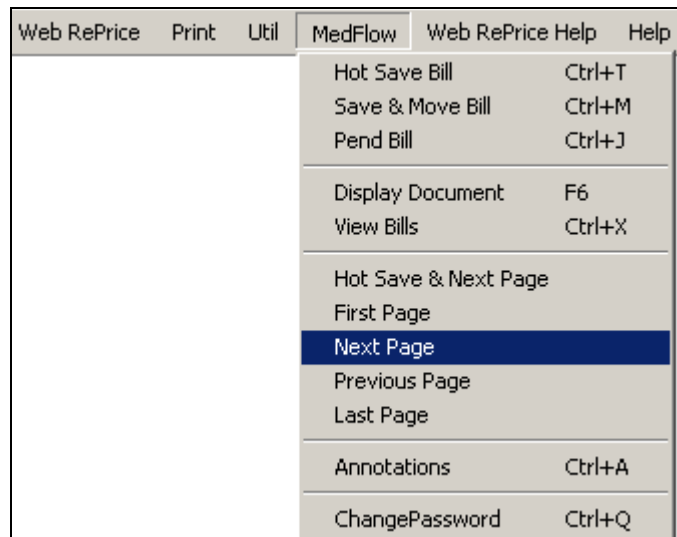 Web RePrice Print Util MedFlow Web RePrice Help Help
Hot Save Bill Ctrl+T
Save & Move Bill Ctrl+M
Pend Bill Ctrl+J
Display Document F6
View Bills Ctrl+X
Hot Save & Next Page
First Page
Next Page
Previous Page
Last Page
Annotations Ctrl+A
ChangePassword Ctrl+Q